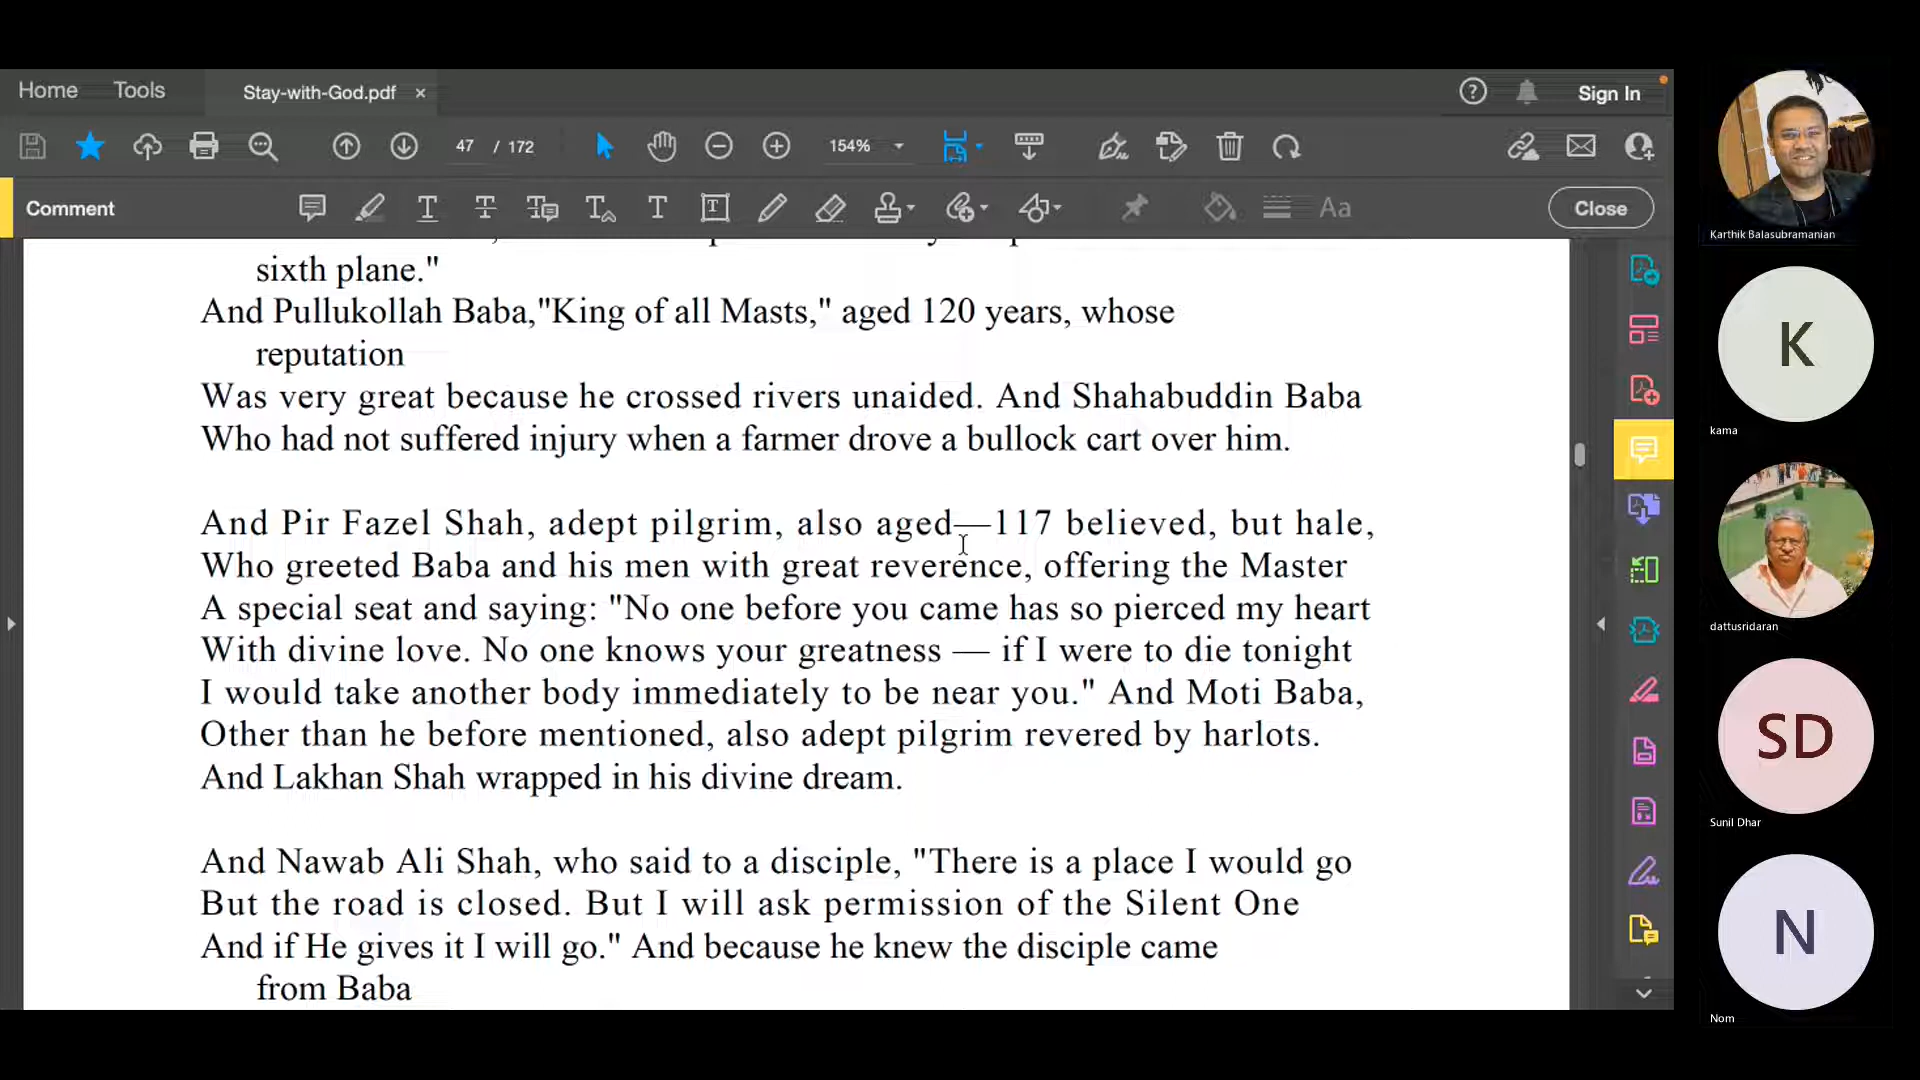 Home
Tools
Stay-with-God.pdf
Sign In
47 / 172
154%
Comment
Close
sixth plane."
And Pullukollah Baba,"King of all Masts," aged 120 years, whose
reputation
Was very great because he crossed rivers unaided. And Shahabuddin Baba
Who had not suffered injury when a farmer drove a bullock cart over him.
And Pir Fazel Shah, adept pilgrim, also aged—117 believed, but hale,
Who greeted Baba and his men with great reverence, offering the Master
A special seat and saying: "No one before you came has so pierced my heart
With divine love. No one knows your greatness — if I were to die tonight
I would take another body immediately to be near you." And Moti Baba,
Other than he before mentioned, also adept pilgrim revered by harlots.
And Lakhan Shah wrapped in his divine dream.
And Nawab Ali Shah, who said to a disciple, "There is a place I would go
But the road is closed. But I will ask permission of the Silent One
And if He gives it I will go." And because he knew the disciple came
from Baba
Karthik Balasubramanian
K
kama
dattusridaran
SD
Sunil Dhar
N
Nom